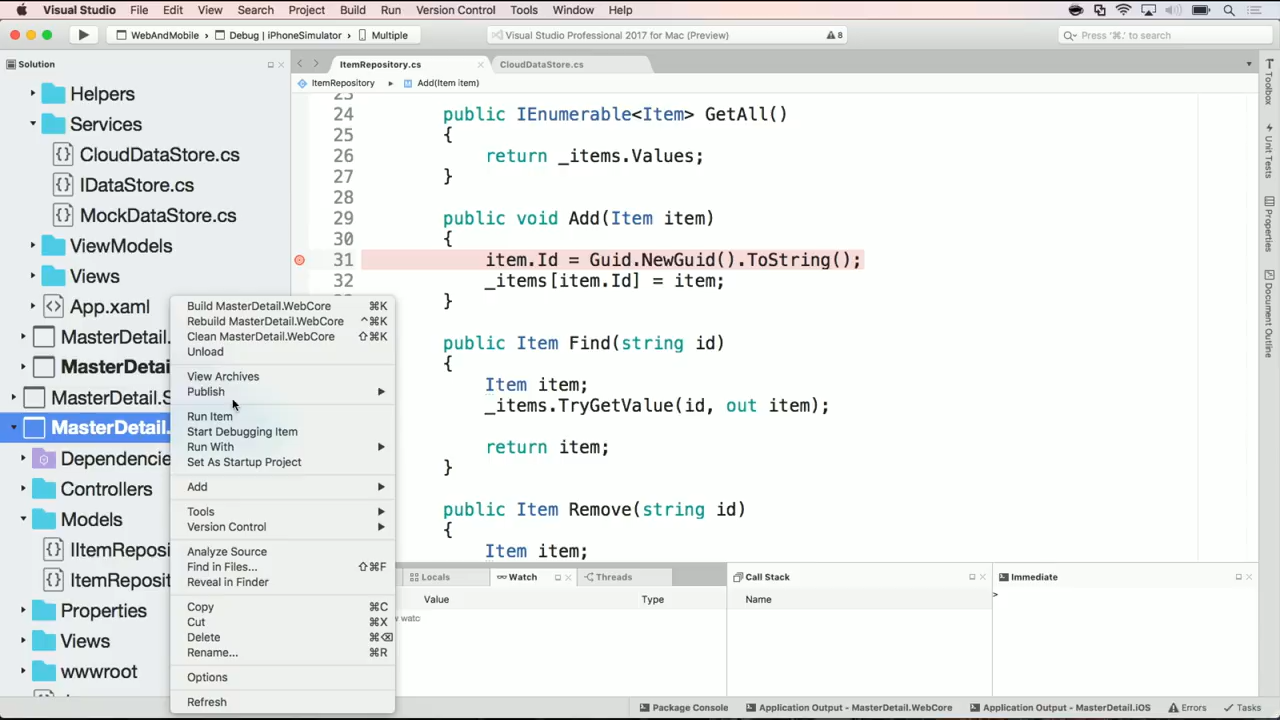 Visual Studio File Edit View Search Project Build Run Version Control Tools Window Help
WebAndMobile Debug | iPhoneSimulator Multiple Visual Studio Professional 2017 for Mac (Preview) 8 Press '⌘.' to search
Solution
ItemRepository.cs CloudDataStore.cs
ItemRepository Add(Item item)
Helpers
Services
{} CloudDataStore.cs
{} IDataStore.cs
{} MockDataStore.cs
ViewModels
Views
<> App.xaml
MasterDetail.
MasterDetai
MasterDetail.S
MasterDetail.
Dependencie
Controllers
Models
{} IItemReposi
{} ItemReposit
Properties
Views
wwwroot
Build MasterDetail.WebCore ⌘K
Rebuild MasterDetail.WebCore ^⌘K
Clean MasterDetail.WebCore ⇧⌘K
Unload
View Archives
Publish
Run Item
Start Debugging Item
Run With
Set As Startup Project
Add
Tools
Version Control
Analyze Source
Find in Files... ⇧⌘F
Reveal in Finder
Copy ⌘C
Cut ⌘X
Delete ⌘⌫
Rename... ⌘R
Options
Refresh
23
24 public IEnumerable<Item> GetAll()
25 {
26 return _items.Values;
27 }
28
29 public void Add(Item item)
30 {
31 item.Id = Guid.NewGuid().ToString();
32 _items[item.Id] = item;
}
public Item Find(string id)
{
Item item;
_items.TryGetValue(id, out item);
return item;
}
public Item Remove(string id)
{
Item item;
Toolbox
Unit Tests
Properties
Document Outline
Locals Watch Threads
Value Type
w watc
Call Stack
Name
Immediate
>
Package Console Application Output - MasterDetail.WebCore Application Output - MasterDetail.iOS Errors Tasks